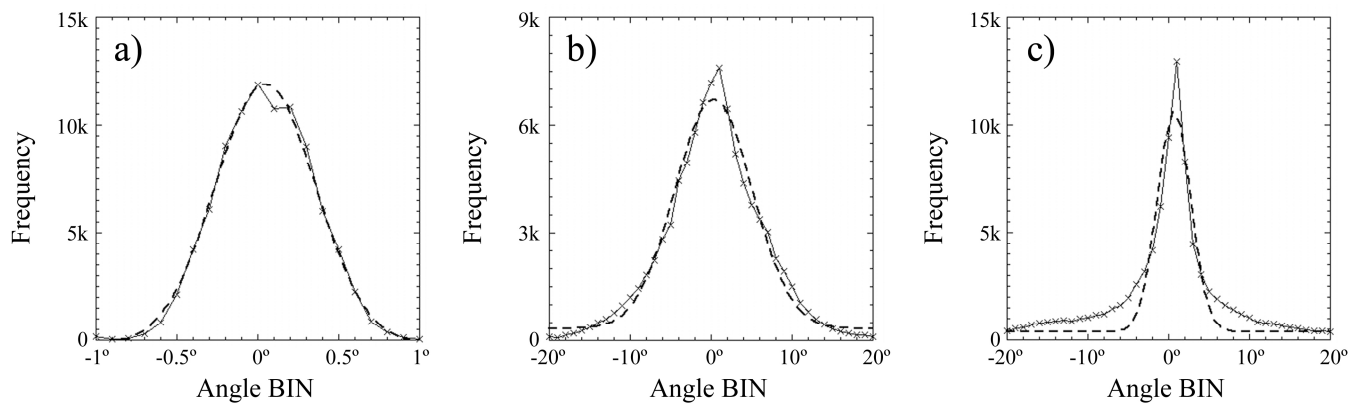 a)
15k
10k
5k
0
-1º
-0.5º
0º
0.5º
1º
Frequency
Angle BIN
b)
9k
6k
3k
0
-20º
-10º
0º
10º
20º
Frequency
Angle BIN
c)
15k
10k
5k
0
-20º
-10º
0º
10º
20º
Frequency
Angle BIN